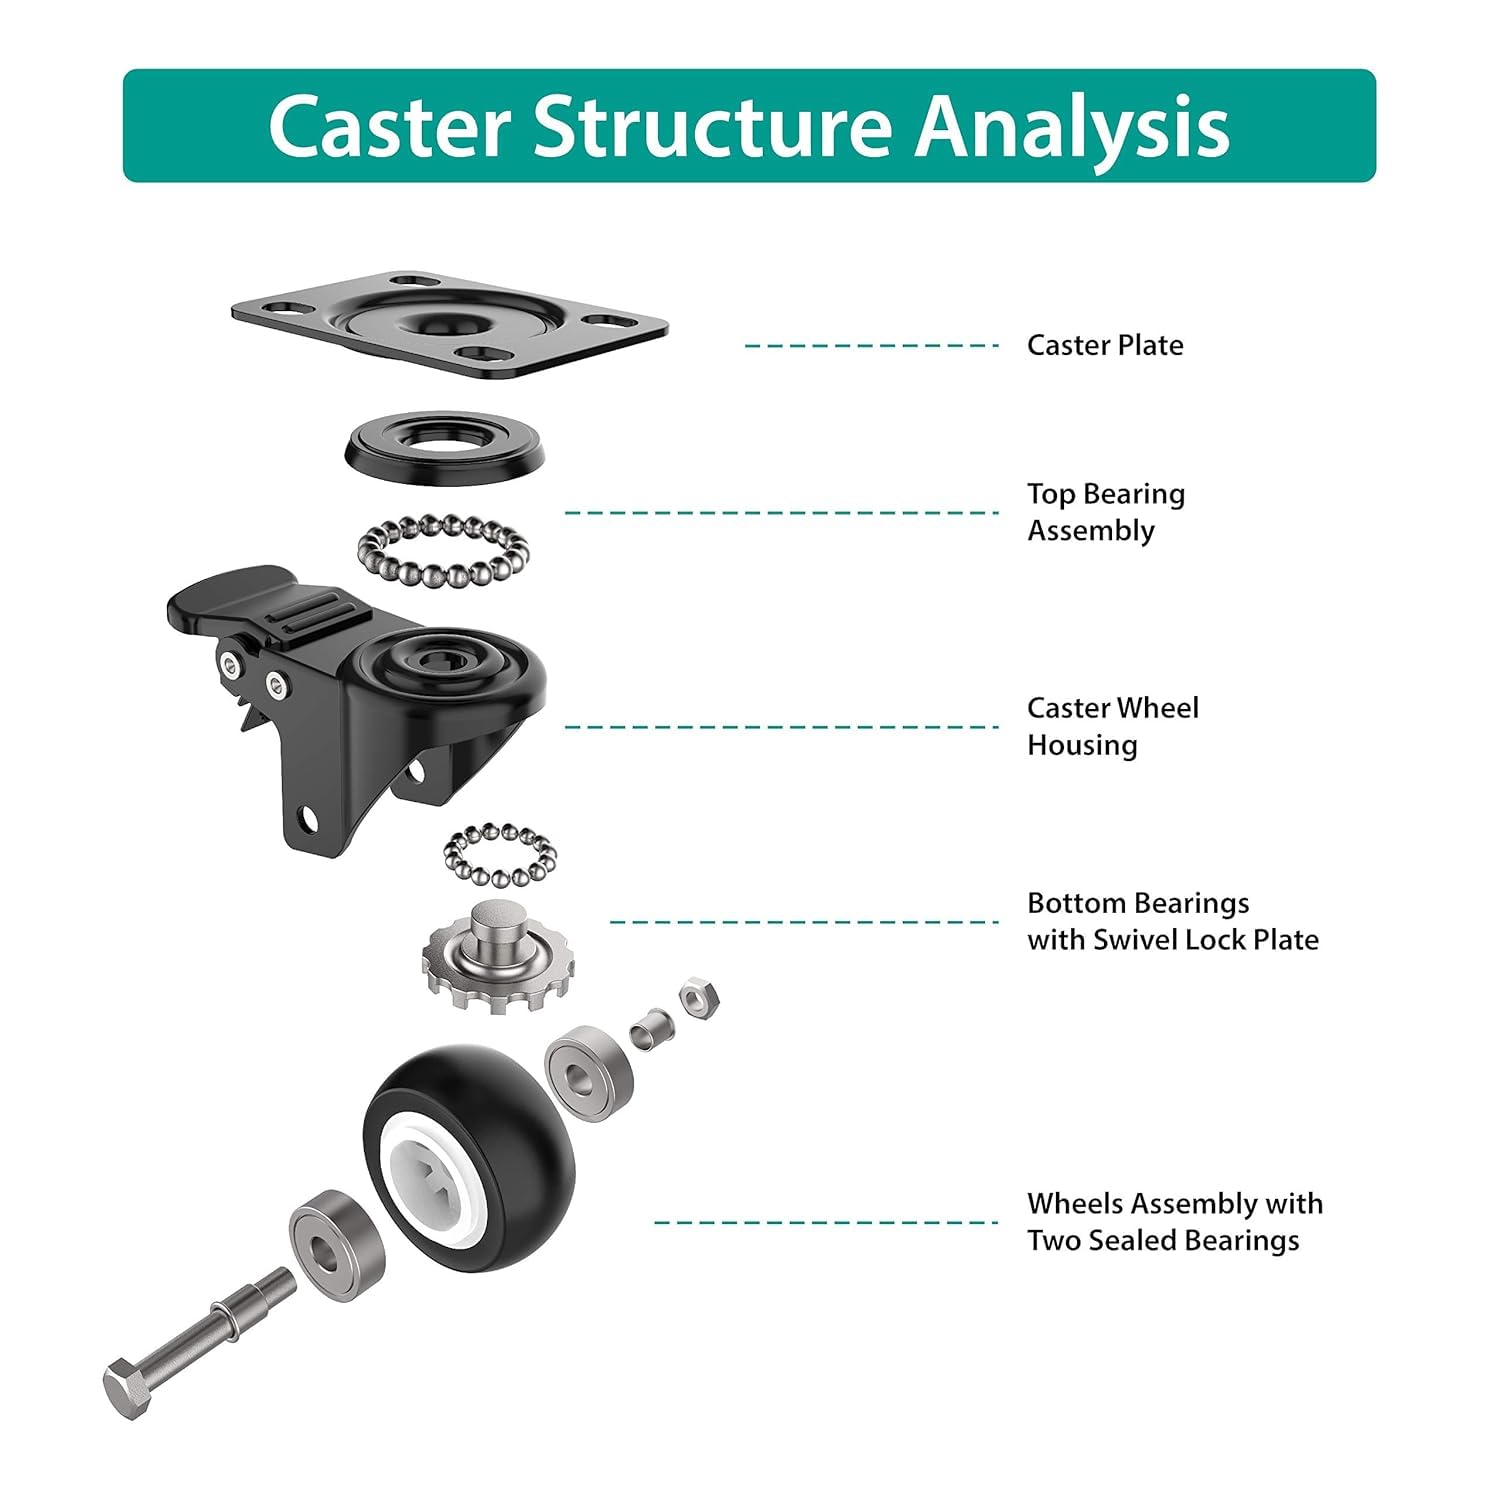 Caster Structure Analysis
Caster Plate
Top Bearing
Assembly
Caster Wheel
Housing
Bottom Bearings
with Swivel Lock Plate
Wheels Assembly with
Two Sealed Bearings